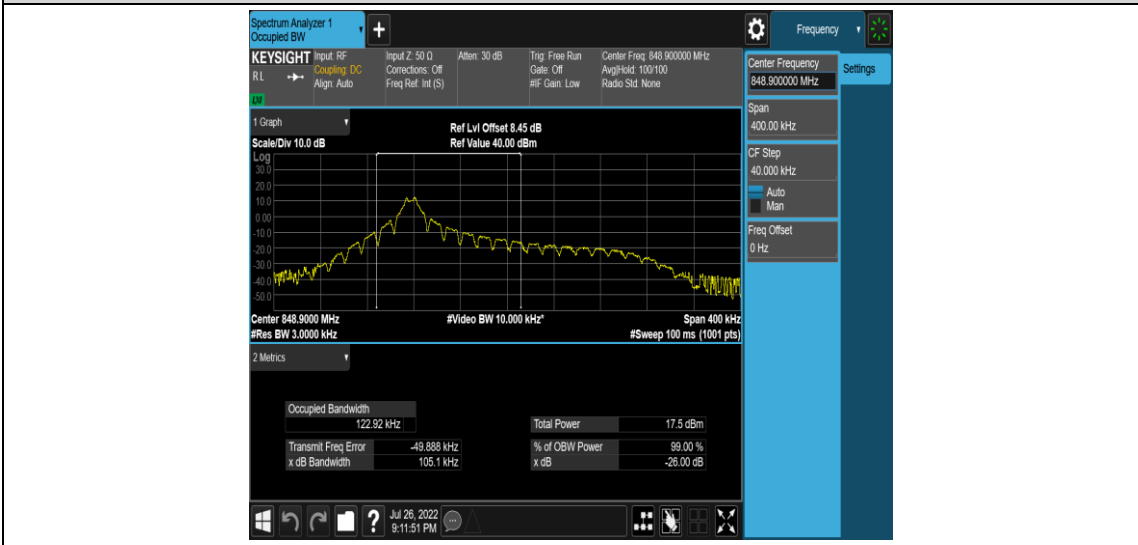 Spectrum Analyzer 1
Occupied BW
+
Frequency
KEYSIGHT
RL
LXI
Input: RF
Coupling: DC
Align: Auto
Input Z: 50 Ω
Corrections: Off
Freq Ref: Int (S)
Atten: 30 dB
Trig: Free Run
Gate: Off
#IF Gain: Low
Center Freq: 848.900000 MHz
Avg|Hold: 100/100
Radio Std: None
Center Frequency
848.900000 MHz
Settings
Span
400.00 kHz
CF Step
40.000 kHz
Auto
Man
Freq Offset
0 Hz
1 Graph
Scale/Div 10.0 dB
Ref Lvl Offset 8.45 dB
Ref Value 40.00 dBm
Log
30.0
20.0
10.00
0.00
-10.0
-20.0
-30.0
-40.0
-50.0
Center 848.9000 MHz
#Video BW 10.000 kHz*
Span 400 kHz
#Res BW 3.0000 kHz
#Sweep 100 ms (1001 pts)
2 Metrics
Occupied Bandwidth
122.92 kHz
Total Power 17.5 dBm
Transmit Freq Error -49.888 kHz
% of OBW Power 99.00 %
x dB Bandwidth 105.1 kHz
x dB -26.00 dB
?
Jul 26, 2022
9:11:51 PM